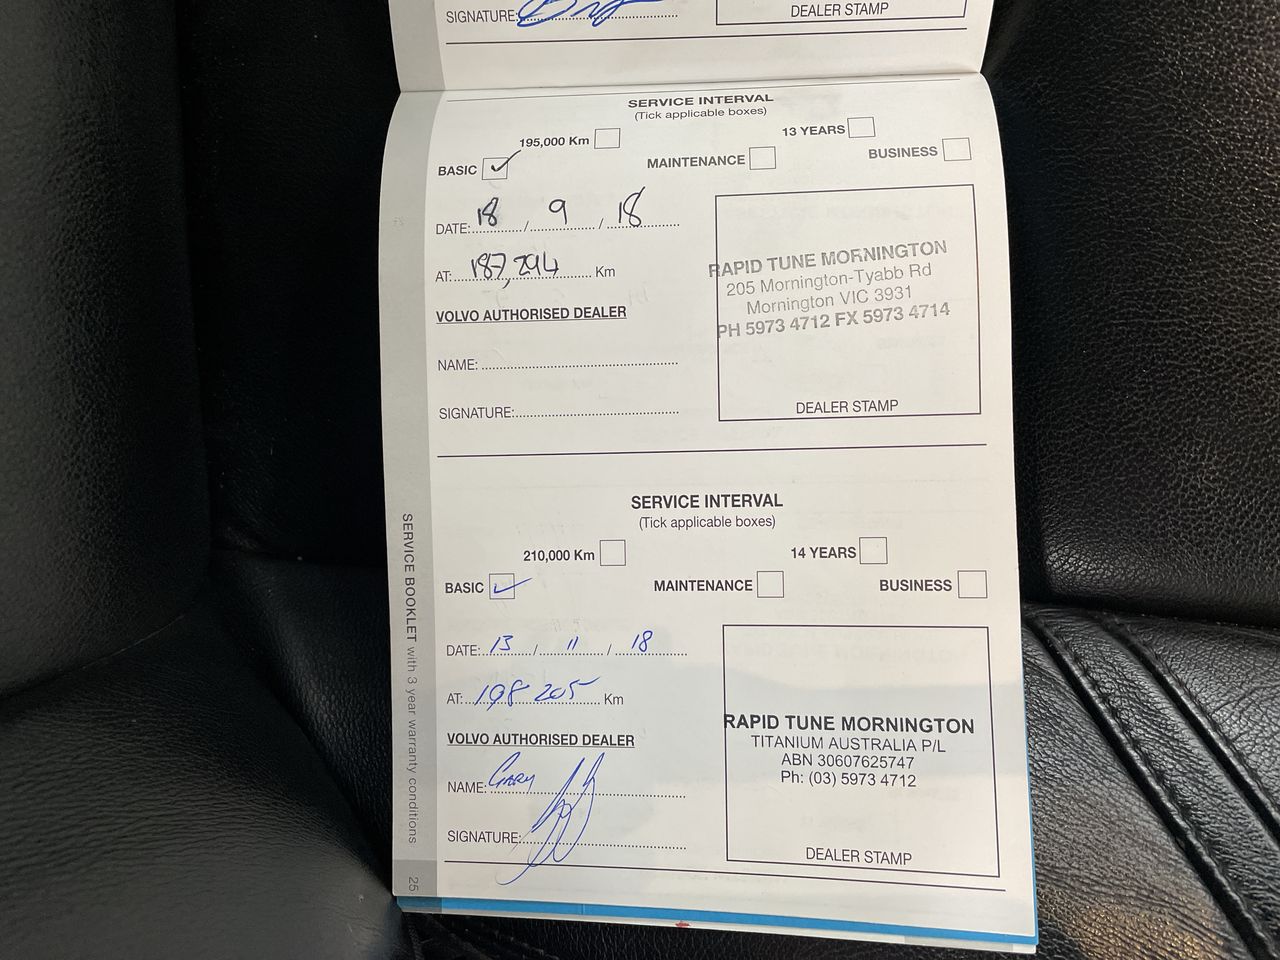 SIGNATURE:
DEALER STAMP
SERVICE INTERVAL
(Tick applicable boxes)
195,000 Km 13 YEARS
BASIC MAINTENANCE BUSINESS
DATE: 18 / 9 / 18
AT: 187,294 Km
VOLVO AUTHORISED DEALER
NAME:
SIGNATURE:
RAPID TUNE MORNINGTON
205 Mornington-Tyabb Rd
Mornington VIC 3931
PH 5973 4712 FX 5973 4714
DEALER STAMP
SERVICE INTERVAL
(Tick applicable boxes)
210,000 Km 14 YEARS
BASIC MAINTENANCE BUSINESS
DATE: 13 / 11 / 18
AT: 198 205 Km
VOLVO AUTHORISED DEALER
NAME: GARY
SIGNATURE:
RAPID TUNE MORNINGTON
TITANIUM AUSTRALIA P/L
ABN 30607625747
Ph: (03) 5973 4712
DEALER STAMP
SERVICE BOOKLET with 3 year warranty conditions
25